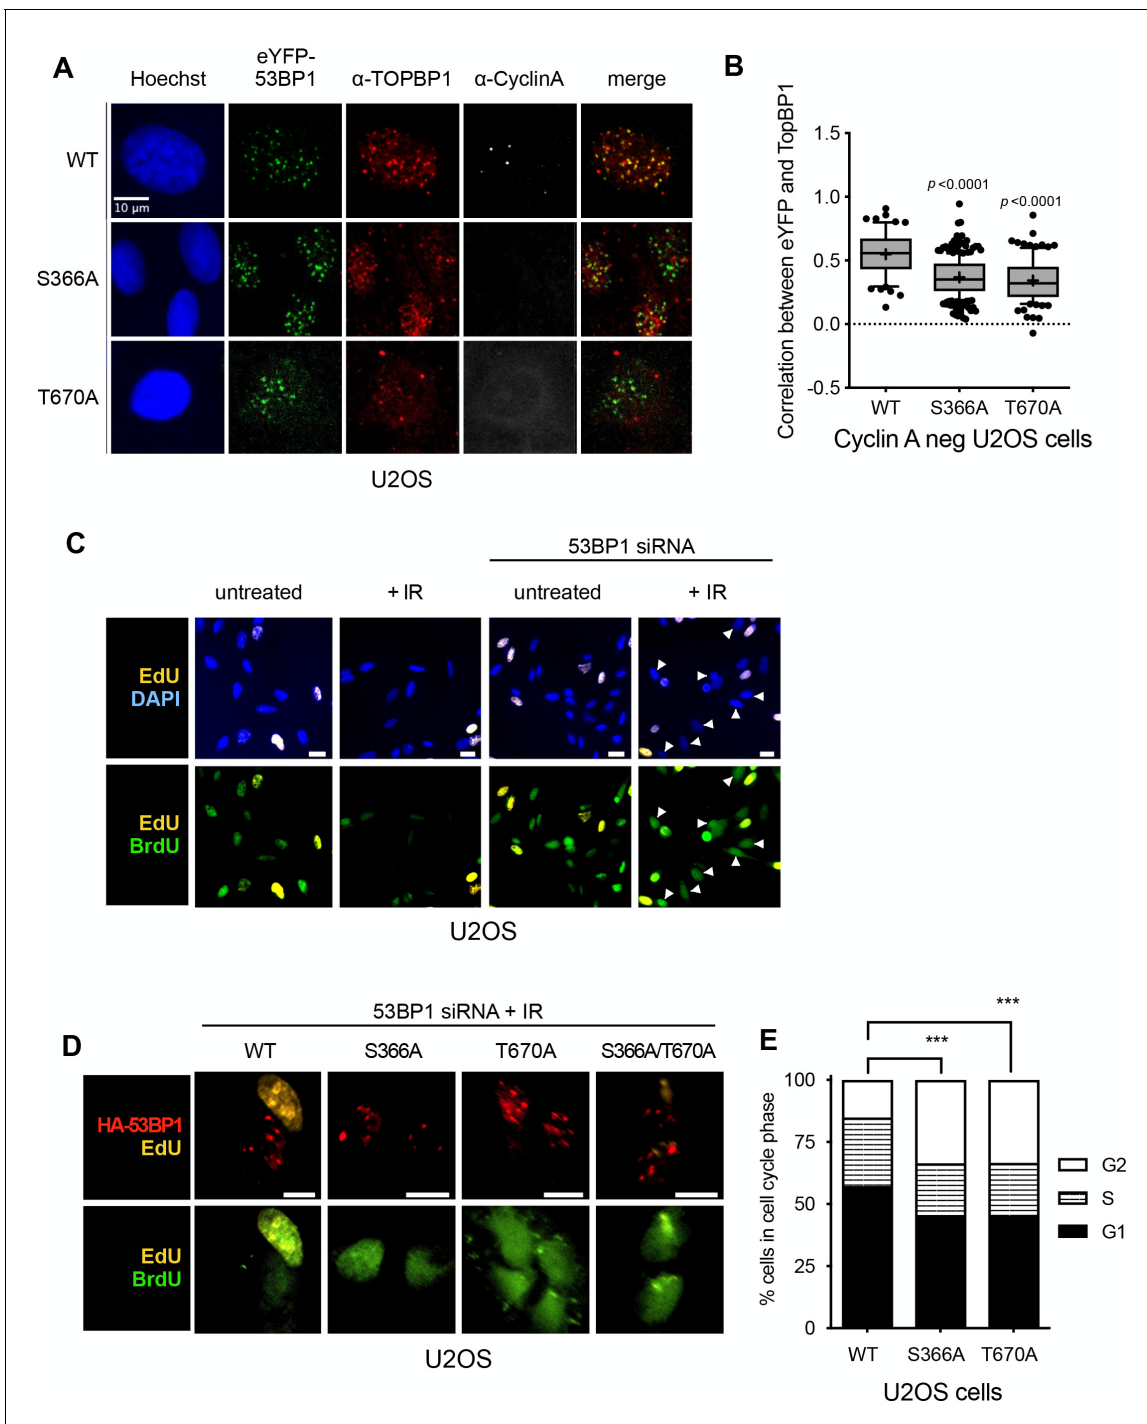 A
Hoechst
eYFP-
53BP1
α-TOPBP1
α-CyclinA
merge
WT
10 µm
S366A
T670A
U2OS
B
Correlation between eYFP and TopBP1
1.5
1.0
0.5
0.0
-0.5
p <0.0001
p <0.0001
WT
S366A
T670A
Cyclin A neg U2OS cells
C
53BP1 siRNA
untreated
+ IR
untreated
+ IR
EdU
DAPI
EdU
BrdU
U2OS
D
53BP1 siRNA + IR
WT
S366A
T670A
S366A/T670A
HA-53BP1
EdU
EdU
BrdU
U2OS
E
***
***
% cells in cell cycle phase
100
75
50
25
0
G2
S
G1
WT
S366A
T670A
U2OS cells